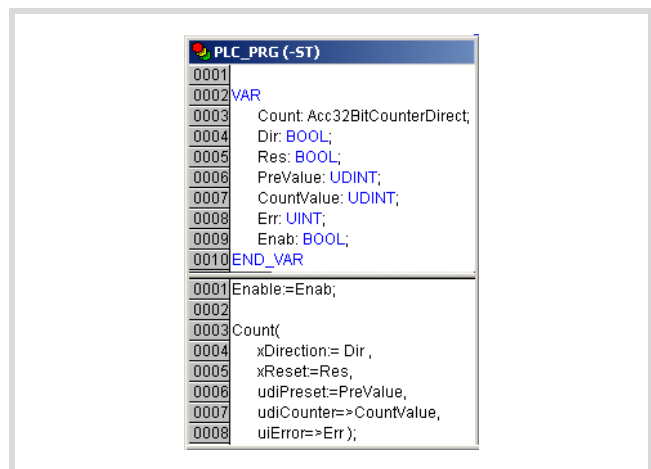 PLC_PRG (-ST)
0001
0002 VAR
0003 Count: Acc32BitCounterDirect;
0004 Dir: BOOL;
0005 Res: BOOL;
0006 PreValue: UDINT;
0007 CountValue: UDINT;
0008 Err: UINT;
0009 Enab: BOOL;
0010 END_VAR
0001 Enable:=Enab;
0002
0003 Count(
0004 xDirection:= Dir ,
0005 xReset:=Res,
0006 udiPreset:=PreValue,
0007 udiCounter=>CountValue,
0008 uiError=>Err );